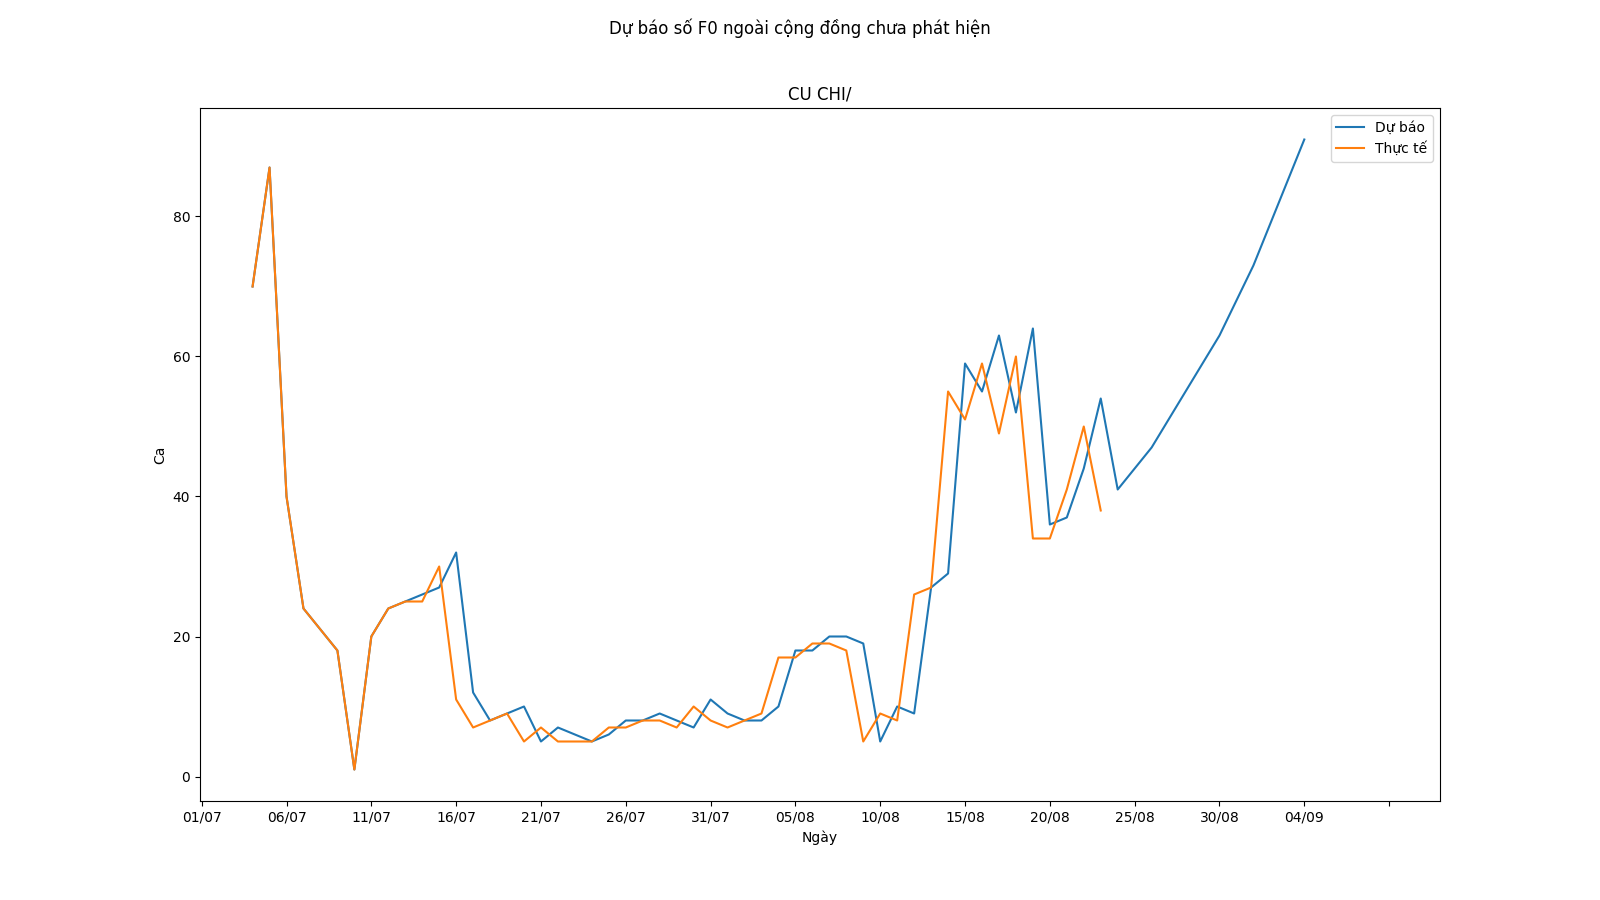 Dự báo số F0 ngoài cộng đồng chưa phát hiện
CU CHI/
Dự báo
Thực tế
80
60
40
20
0
Ca
01/07 06/07 11/07 16/07 21/07 26/07 31/07 05/08 10/08 15/08 20/08 25/08 30/08 04/09
Ngày